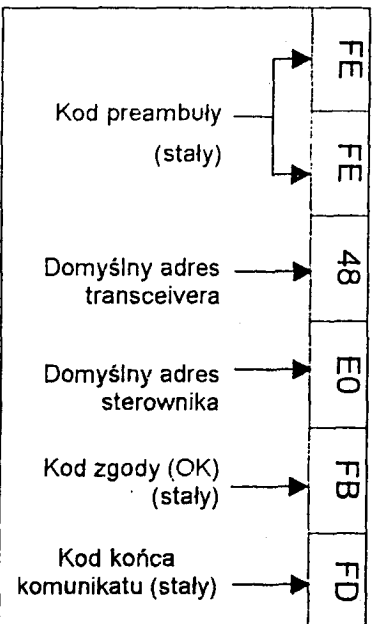 FE
Kod preambuły
(stały)
FE
48
Domyślny adres
transceivera
E0
Domyślny adres
sterownika
Kod zgody (OK)
(stały)
FB
Kod końca
komunikatu (stały)
FD